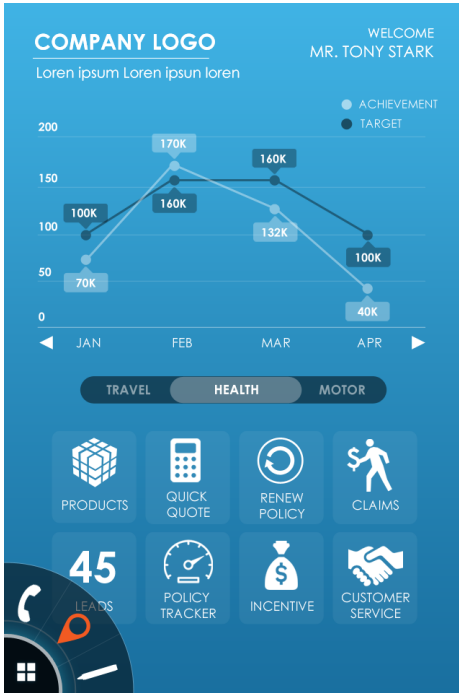 COMPANY LOGO
Loren ipsum Loren ipsun loren
WELCOME
MR. TONY STARK
ACHIEVEMENT
TARGET
200
150
100
50
0
100K
70K
170K
160K
160K
132K
100K
40K
JAN FEB MAR APR
TRAVEL HEALTH MOTOR
PRODUCTS
QUICK
QUOTE
RENEW
POLICY
CLAIMS
45
LEADS
POLICY
TRACKER
INCENTIVE
CUSTOMER
SERVICE